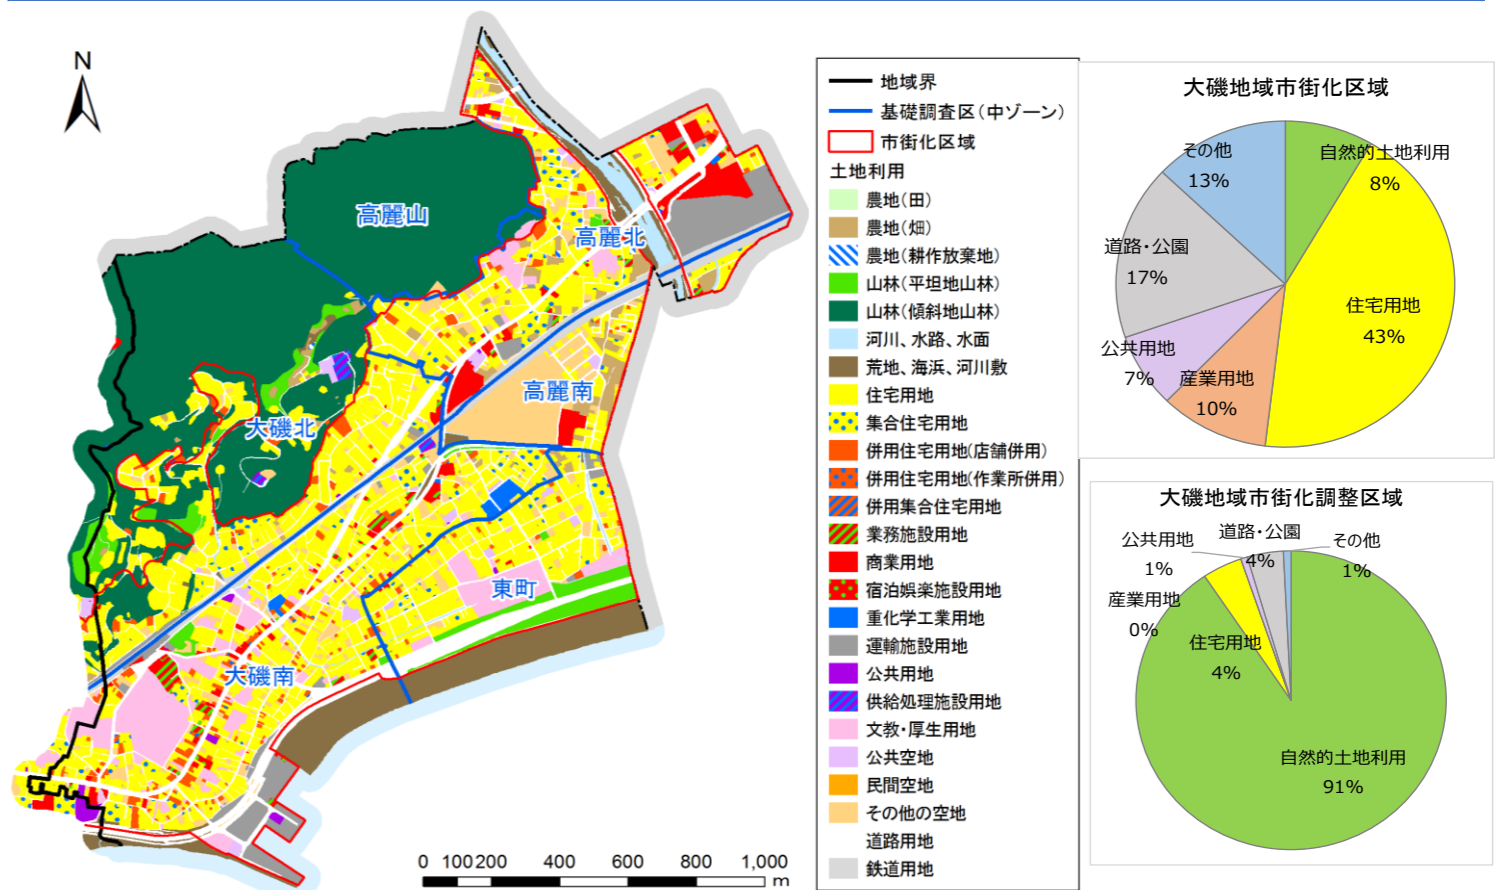 N
高麗山
高麗北
高麗南
大磯北
東町
大磯南
0 100 200 400 600 800 1,000
m
地域界
基礎調査区(中ゾーン)
市街化区域
土地利用
農地(田)
農地(畑)
農地(耕作放棄地)
山林(平坦地山林)
山林(傾斜地山林)
河川、水路、水面
荒地、海浜、河川敷
住宅用地
集合住宅用地
併用住宅用地(店舗併用)
併用住宅用地(作業所併用)
併用集合住宅用地
業務施設用地
商業用地
宿泊娯楽施設用地
重化学工業用地
運輸施設用地
公共用地
供給処理施設用地
文教・厚生用地
公共空地
民間空地
その他の空地
道路用地
鉄道用地
大磯地域市街化区域
自然的土地利用
8%
住宅用地
43%
産業用地
10%
公共用地
7%
道路・公園
17%
その他
13%
大磯地域市街化調整区域
自然的土地利用
91%
住宅用地
4%
産業用地
0%
公共用地
1%
道路・公園
4%
その他
1%